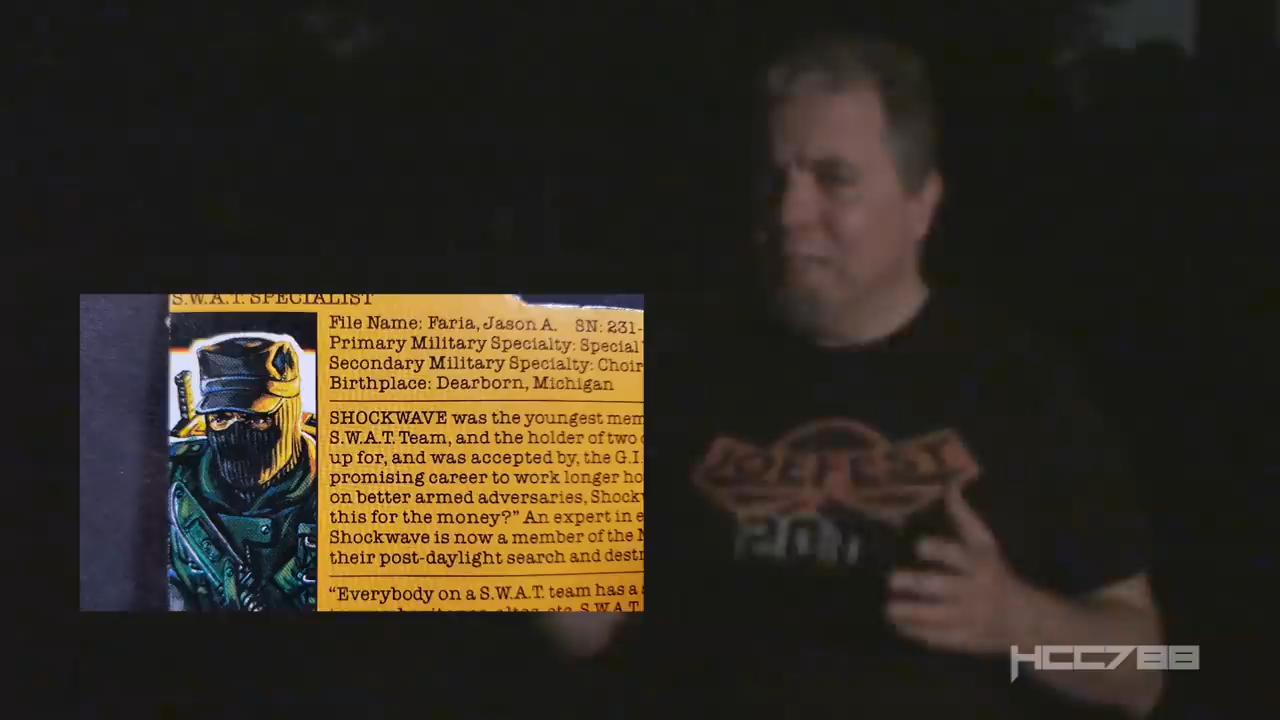 S.W.A.T. SPECIALIST
File Name: Faria, Jason A. SN: 231-
Primary Military Specialty: Special
Secondary Military Specialty: Choir
Birthplace: Dearborn, Michigan
SHOCKWAVE was the youngest mem
S.W.A.T. Team, and the holder of two
up for, and was accepted by, the G.I.
promising career to work longer ho
on better armed adversaries, Shockw
this for the money?" An expert in e
Shockwave is now a member of the N
their post-daylight search and destr
"Everybody on a S.W.A.T. team has a
etc. S.W.A.T.
JOEFEST
HCC788